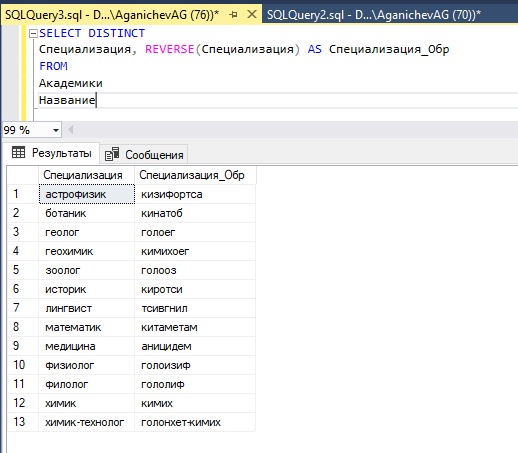 SQLQuery3.sql - D...\AganichevAG (76))* SQLQuery2.sql - D...\AganichevAG (70))*
SELECT DISTINCT
Специализация, REVERSE(Специализация) AS Специализация_Обр
FROM
Академики
Название
99 %
Результаты Сообщения
Специализация Специализация_Обр
1 астрофизик кизифортса
2 ботаник кинатоб
3 геолог голоег
4 геохимик кимихоег
5 зоолог голооз
6 историк киротси
7 лингвист тсивгнил
8 математик китаметам
9 медицина аницидем
10 физиолог голоизиф
11 филолог гололиф
12 химик кимих
13 химик-технолог голонхет-кимих